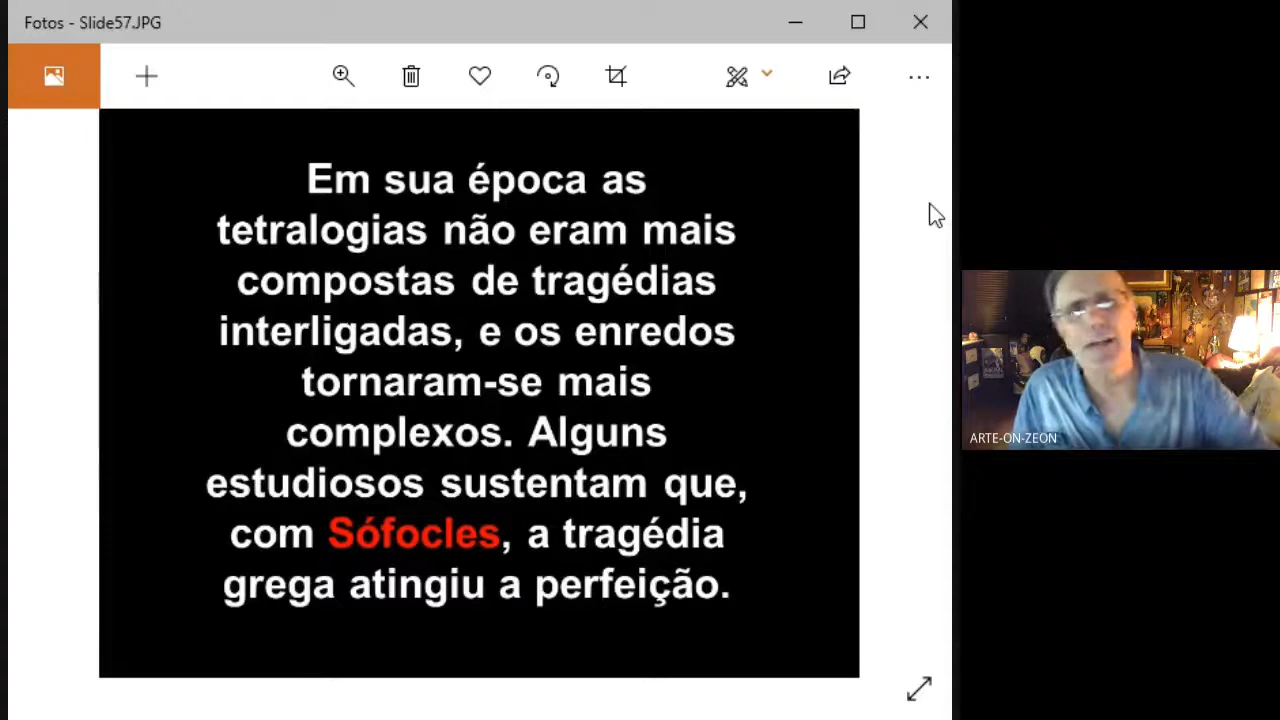 Fotos - Slide57.JPG
Em sua época as
tetralogias não eram mais
compostas de tragédias
interligadas, e os enredos
tornaram-se mais
complexos. Alguns
estudiosos sustentam que,
com Sófocles, a tragédia
grega atingiu a perfeição.
ARTE-ON-ZEON